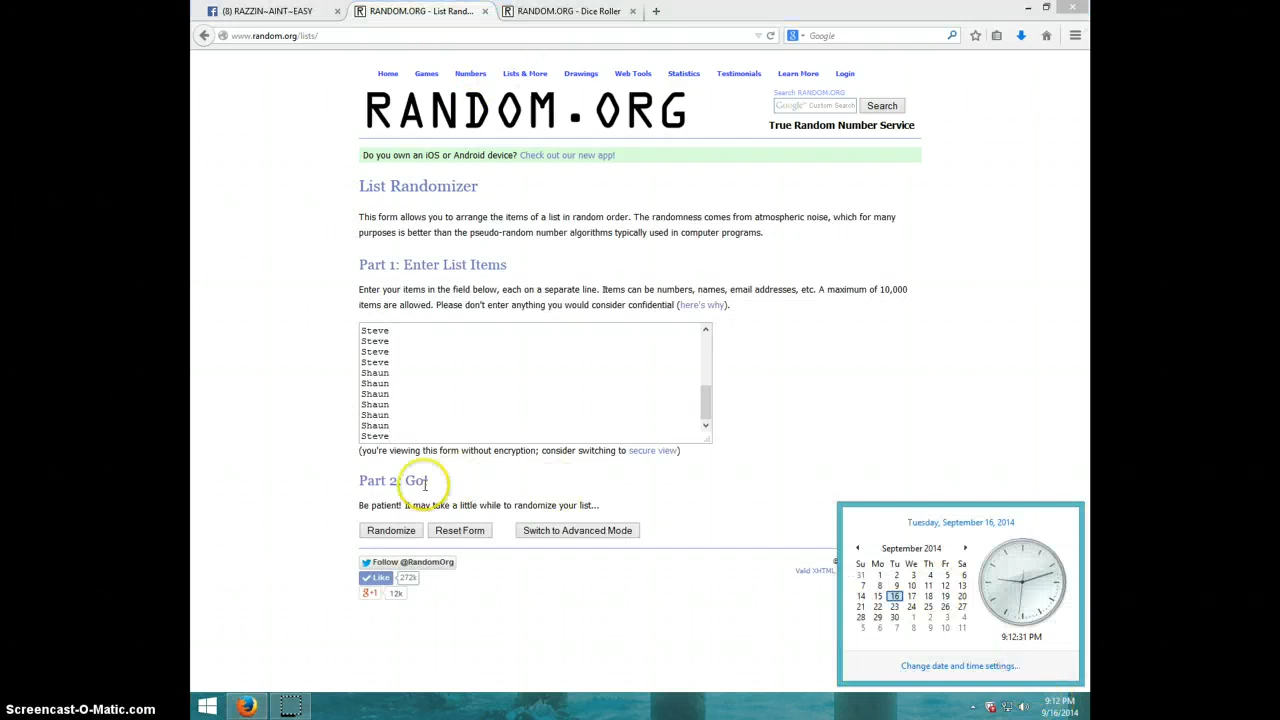 (8) RAZZIN~AINT~EASY
RANDOM.ORG - List Rand...
RANDOM.ORG - Dice Roller
www.random.org/lists/
Google
Home Games Numbers Lists & More Drawings Web Tools Statistics Testimonials Learn More Login
RANDOM.ORG
Search RANDOM.ORG
Google™ Custom Search Search
True Random Number Service
Do you own an iOS or Android device? Check out our new app!
List Randomizer
This form allows you to arrange the items of a list in random order. The randomness comes from atmospheric noise, which for many
purposes is better than the pseudo-random number algorithms typically used in computer programs.
Part 1: Enter List Items
Enter your items in the field below, each on a separate line. Items can be numbers, names, email addresses, etc. A maximum of 10,000
items are allowed. Please don't enter anything you would consider confidential (here's why).
Steve
Steve
Steve
Steve
Shaun
Shaun
Shaun
Shaun
Shaun
Shaun
Steve
(you're viewing this form without encryption; consider switching to secure view)
Part 2: Go!
Be patient! It may take a little while to randomize your list...
Randomize Reset Form Switch to Advanced Mode
Follow @RandomOrg
Like 272k
g+1 12k
©
Valid XHTML
Tuesday, September 16, 2014
September 2014
Su Mo Tu We Th Fr Sa
31 1 2 3 4 5 6
7 8 9 10 11 12 13
14 15 16 17 18 19 20
21 22 23 24 25 26 27
28 29 30 1 2 3 4
5 6 7 8 9 10 11
9:12:31 PM
Change date and time settings...
9:12 PM
9/16/2014
Screencast-O-Matic.com